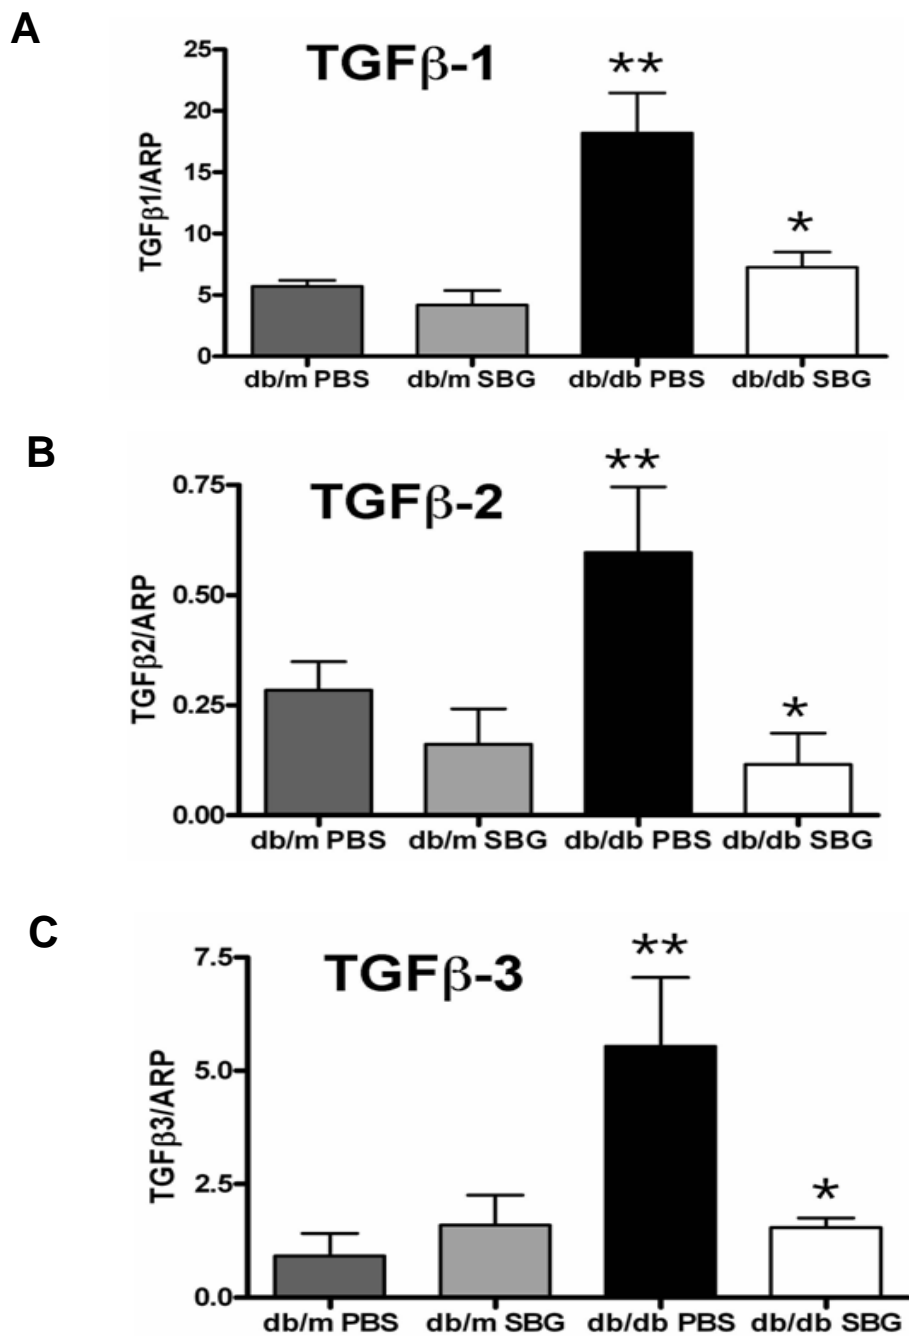 A
TGFβ-1
**
*
TGFβ1/ARP
25
20
15
10
5
0
db/m PBS db/m SBG db/db PBS db/db SBG
B
TGFβ-2
**
*
TGFβ2/ARP
0.75
0.50
0.25
0.00
db/m PBS db/m SBG db/db PBS db/db SBG
C
TGFβ-3
**
*
TGFβ3/ARP
7.5
5.0
2.5
0.0
db/m PBS db/m SBG db/db PBS db/db SBG